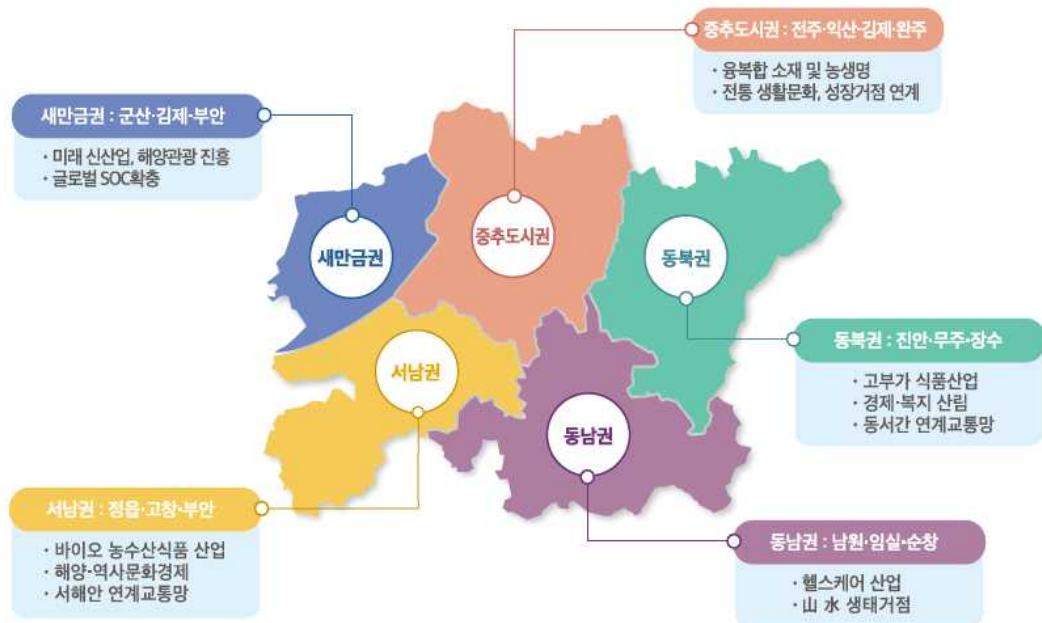 중추도시권 : 전주·익산·김제·완주
· 융복합 소재 및 농생명
· 전통 생활문화, 성장거점 연계
새만금권 : 군산·김제·부안
· 미래 신산업, 해양관광 진흥
· 글로벌 SOC확충
새만금권
중추도시권
동북권
서남권
동남권
동북권 : 진안·무주·장수
· 고부가 식품산업
· 경제·복지 산림
· 동서간 연계교통망
서남권 : 정읍·고창·부안
· 바이오 농수산식품 산업
· 해양·역사문화경제
· 서해안 연계교통망
동남권 : 남원·임실·순창
· 헬스케어 산업
· 山 水 생태거점